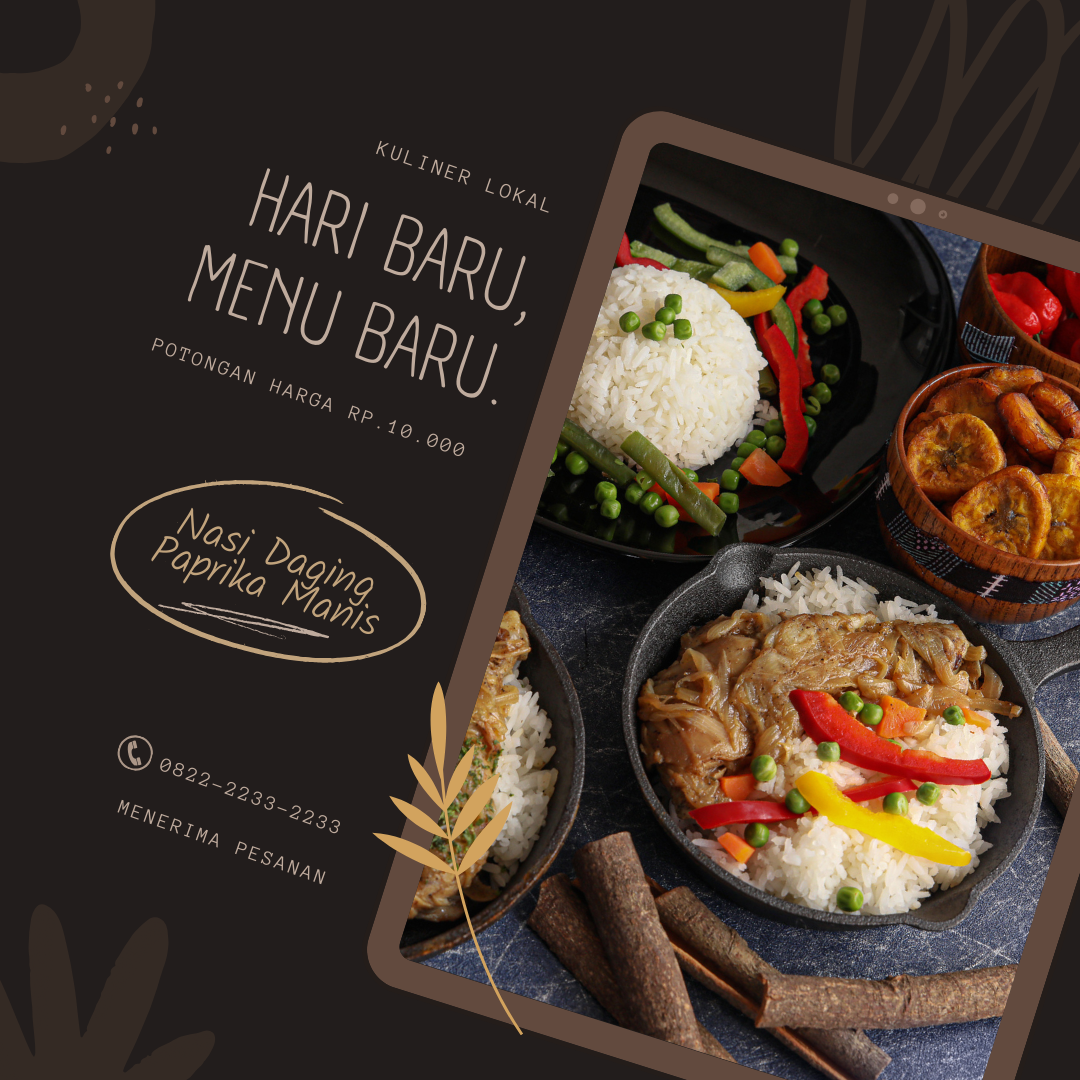 KULINER LOKAL
HARI BARU,
MENU BARU.
POTONGAN HARGA RP.10.000
Nasi Daging
Paprika Manis
0822-2233-2233
MENERIMA PESANAN